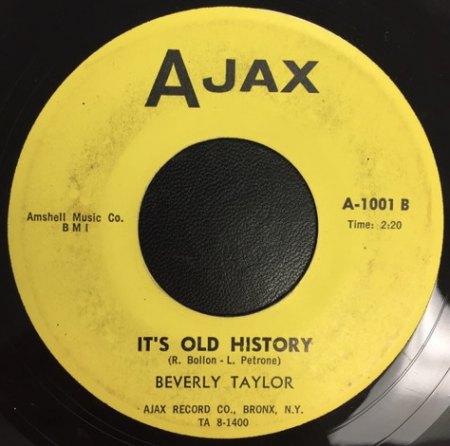 AJAX
Amshell Music Co.
BMI
A-1001 B
Time: 2:20
IT'S OLD HISTORY
(R. Bollon - L. Petrone)
BEVERLY TAYLOR
AJAX RECORD CO., BRONX, N.Y.
TA 8-1400